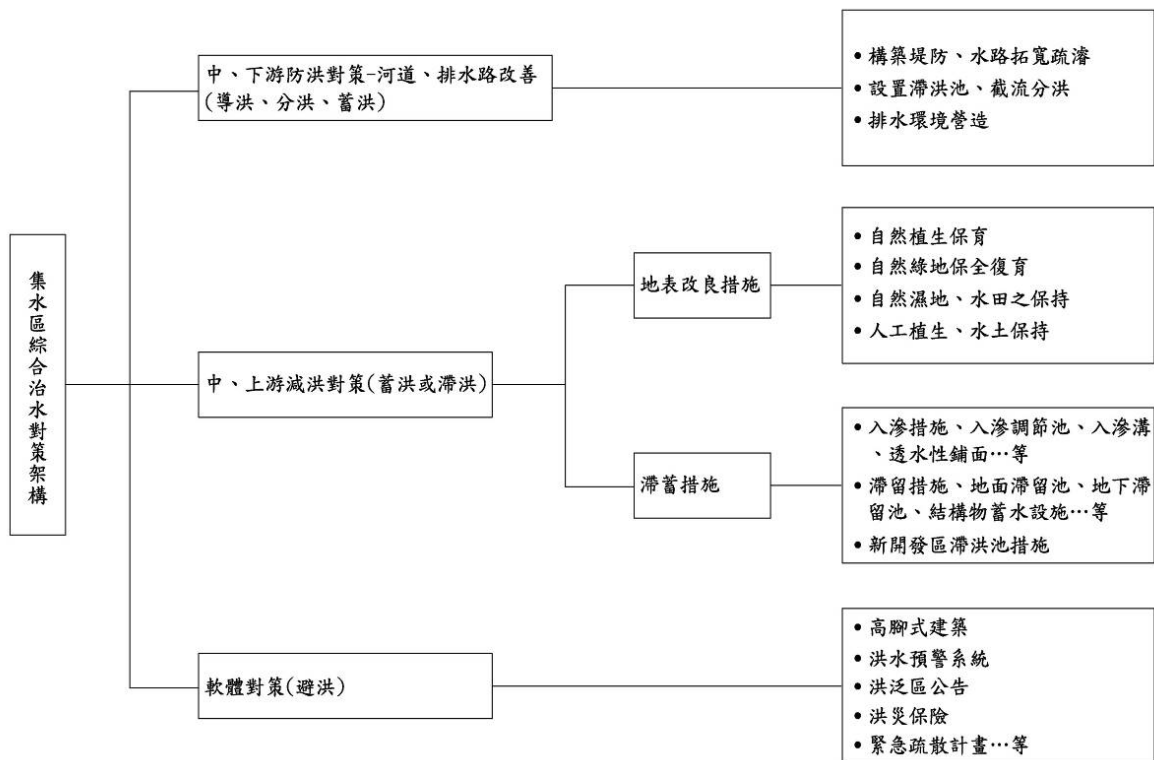 集水區綜合治水對策架構
中、下游防洪對策-河道、排水路改善
(導洪、分洪、蓄洪)
• 構築堤防、水路拓寬疏濬
• 設置滯洪池、截流分洪
• 排水環境營造
中、上游減洪對策(蓄洪或滯洪)
地表改良措施
• 自然植生保育
• 自然綠地保全復育
• 自然濕地、水田之保持
• 人工植生、水土保持
滯蓄措施
• 入滲措施、入滲調節池、入滲溝
、透水性鋪面…等
• 滯留措施、地面滯留池、地下滯
留池、結構物蓄水設施…等
• 新開發區滯洪池措施
軟體對策(避洪)
• 高腳式建築
• 洪水預警系統
• 洪泛區公告
• 洪災保險
• 緊急疏散計畫…等